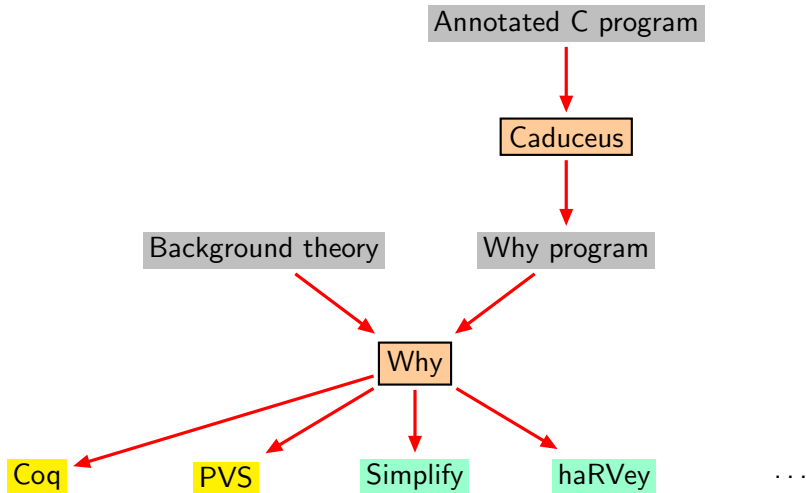 Annotated C program
Caduceus
Background theory Why program
Why
Coq PVS Simplify haRVey ...